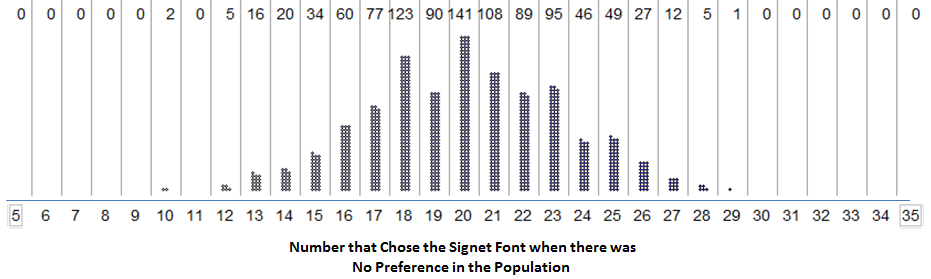 0 0 0 0 0 2 0 5 16 20 34 60 77 123 90 141 108 89 95 46 49 27 12 5 1 0 0 0 0 0 0
5 6 7 8 9 10 11 12 13 14 15 16 17 18 19 20 21 22 23 24 25 26 27 28 29 30 31 32 33 34 35
Number that Chose the Signet Font when there was
No Preference in the Population